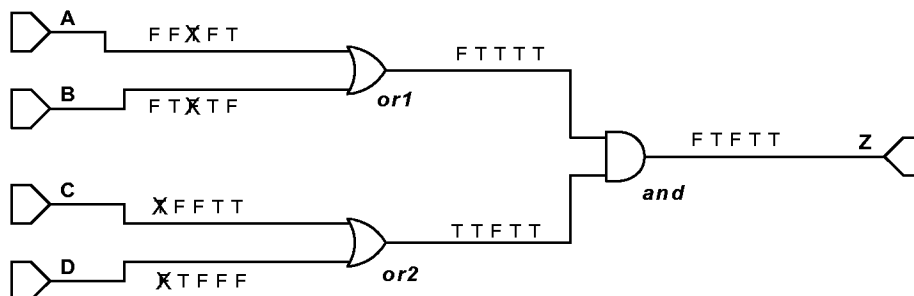 A
F F T F T
B
F T F T F
or1
F T T T T
C
T F F T T
D
F T F F F
or2
T T F T T
and
F T F T T
Z